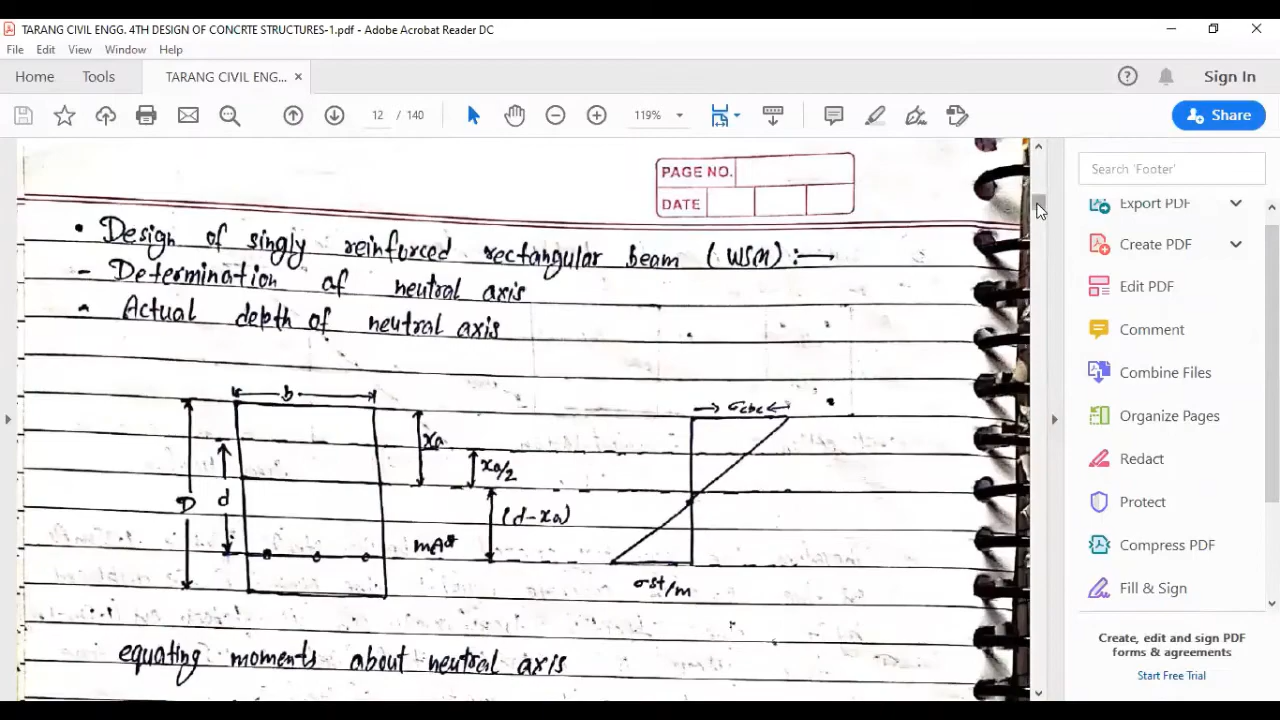 TARANG CIVIL ENGG. 4TH DESIGN OF CONCRTE STRUCTURES-1.pdf - Adobe Acrobat Reader DC
File Edit View Window Help
Home Tools TARANG CIVIL ENG... × Sign In
12 / 140 119% Share
PAGE NO.
DATE
• Design of singly reinforced rectangular beam (WSM) :—
- Determination of neutral axis
- Actual depth of neutral axis
b
σcbc
xa
xa/2
D
d
(d-xa)
mAst
σst/m
equating moments about neutral axis
Search 'Footer'
Export PDF
Create PDF
Edit PDF
Comment
Combine Files
Organize Pages
Redact
Protect
Compress PDF
Fill & Sign
Create, edit and sign PDF
forms & agreements
Start Free Trial